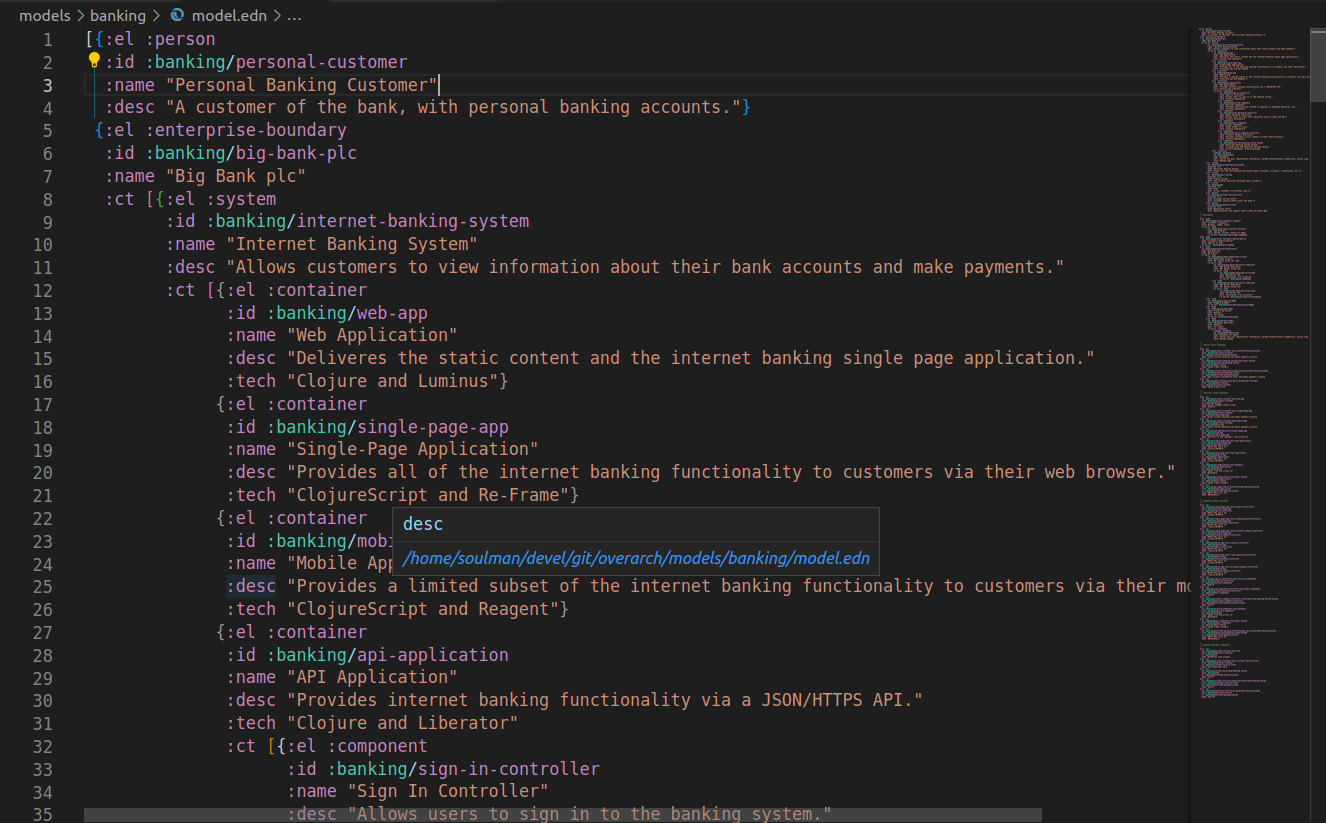 models > banking > model.edn > ...
1 [{:el :person
2 :id :banking/personal-customer
3 :name "Personal Banking Customer"
4 :desc "A customer of the bank, with personal banking accounts."}
5 {:el :enterprise-boundary
6 :id :banking/big-bank-plc
7 :name "Big Bank plc"
8 :ct [{:el :system
9 :id :banking/internet-banking-system
10 :name "Internet Banking System"
11 :desc "Allows customers to view information about their bank accounts and make payments."
12 :ct [{:el :container
13 :id :banking/web-app
14 :name "Web Application"
15 :desc "Deliveres the static content and the internet banking single page application."
16 :tech "Clojure and Luminus"}
17 {:el :container
18 :id :banking/single-page-app
19 :name "Single-Page Application"
20 :desc "Provides all of the internet banking functionality to customers via their web browser."
21 :tech "ClojureScript and Re-Frame"}
22 {:el :container
desc
23 :id :banking/mobi
24 :name "Mobile App
/home/soulman/devel/git/overarch/models/banking/model.edn
25 :desc "Provides a limited subset of the internet banking functionality to customers via their mo
26 :tech "ClojureScript and Reagent"}
27 {:el :container
28 :id :banking/api-application
29 :name "API Application"
30 :desc "Provides internet banking functionality via a JSON/HTTPS API."
31 :tech "Clojure and Liberator"
32 :ct [{:el :component
33 :id :banking/sign-in-controller
34 :name "Sign In Controller"
35 :desc "Allows users to sign in to the banking system."